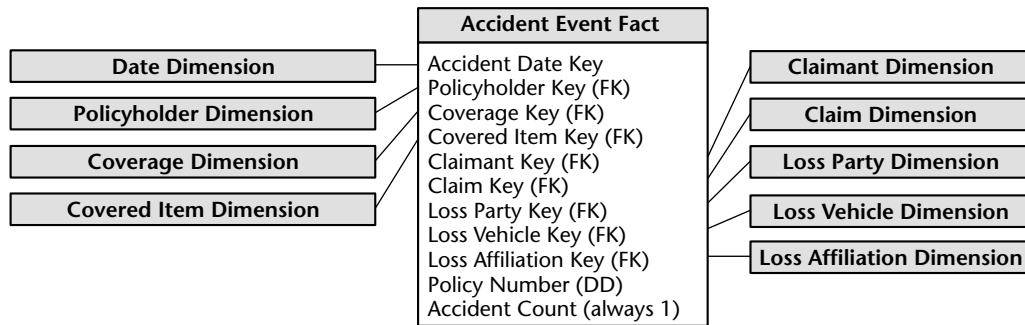 Accident Event Fact
Date Dimension
Policyholder Dimension
Coverage Dimension
Covered Item Dimension
Accident Date Key
Policyholder Key (FK)
Coverage Key (FK)
Covered Item Key (FK)
Claimant Key (FK)
Claim Key (FK)
Loss Party Key (FK)
Loss Vehicle Key (FK)
Loss Affiliation Key (FK)
Policy Number (DD)
Accident Count (always 1)
Claimant Dimension
Claim Dimension
Loss Party Dimension
Loss Vehicle Dimension
Loss Affiliation Dimension